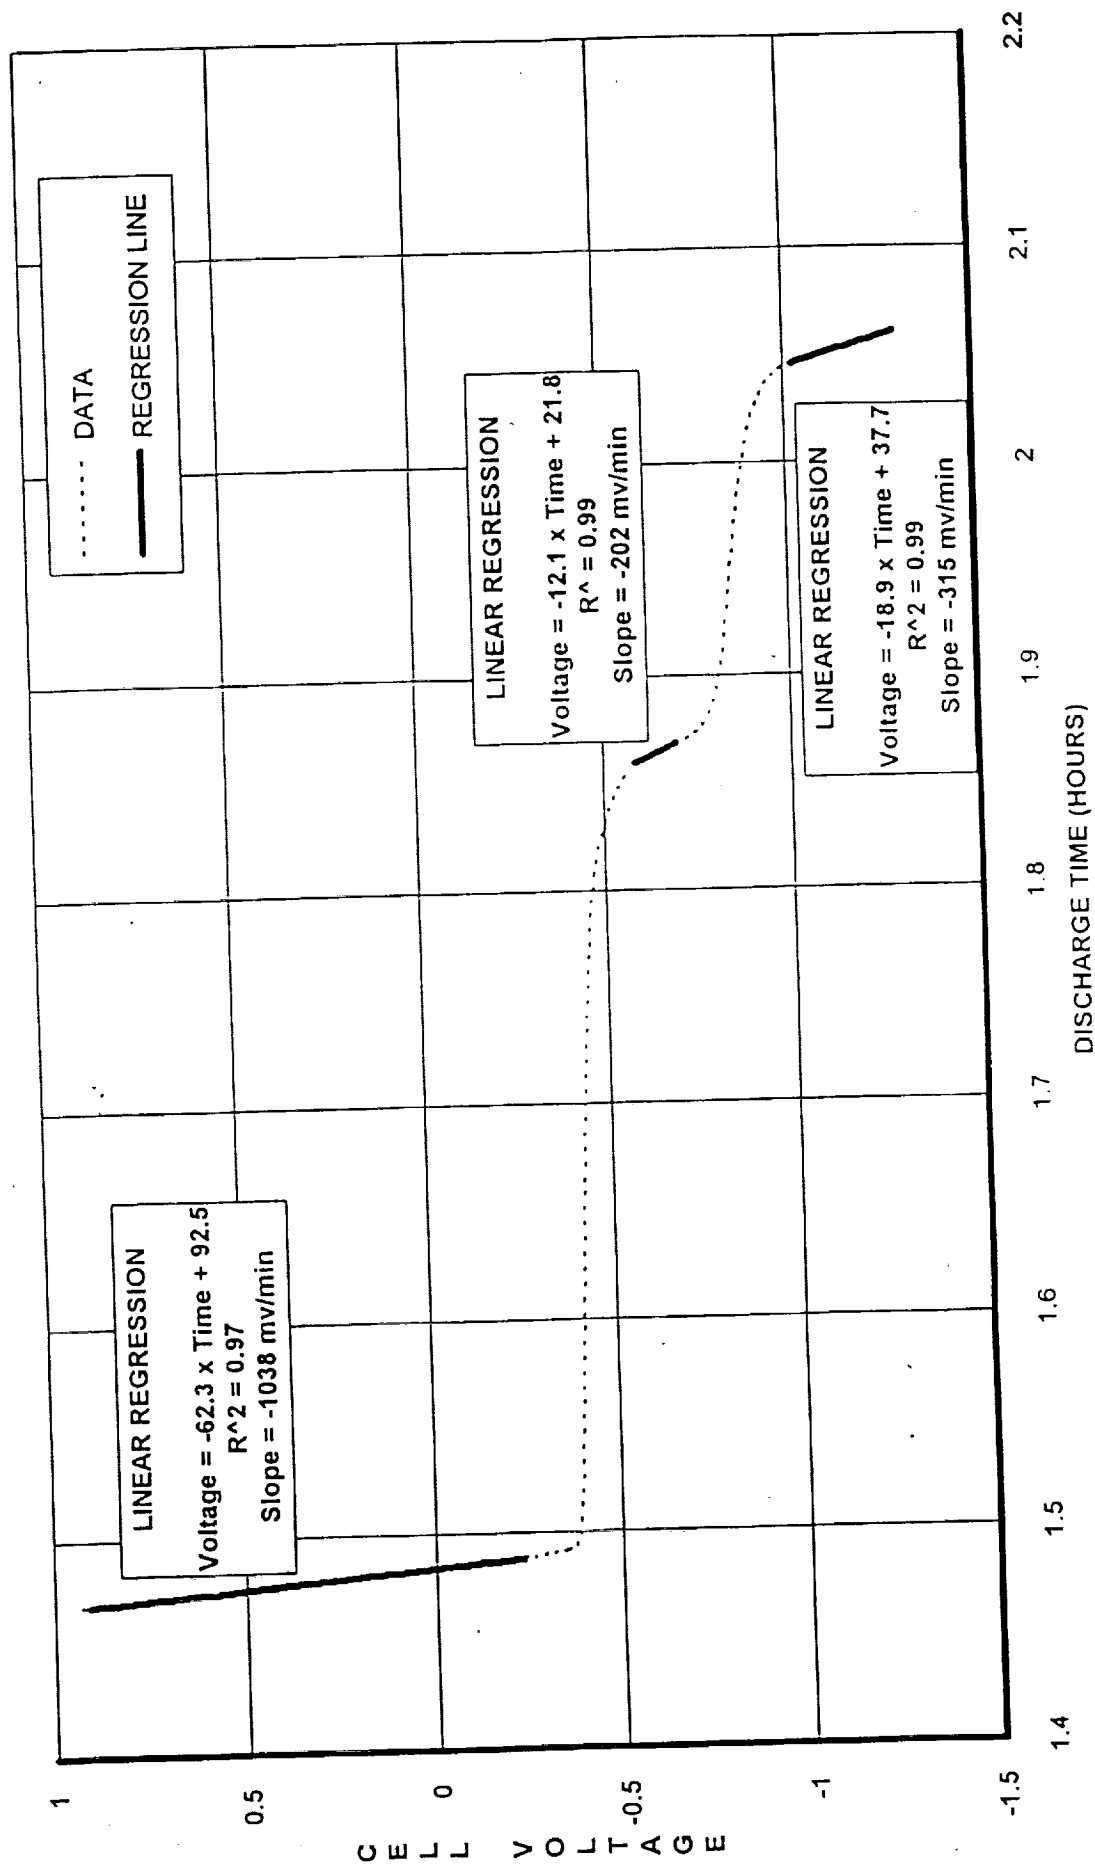 DATA
REGRESSION LINE
LINEAR REGRESSION
Voltage = -62.3 x Time + 92.5
R^2 = 0.97
Slope = -1038 mv/min
LINEAR REGRESSION
Voltage = -12.1 x Time + 21.8
R^ = 0.99
Slope = -202 mv/min
LINEAR REGRESSION
Voltage = -18.9 x Time + 37.7
R^2 = 0.99
Slope = -315 mv/min
CELL VOLTAGE
1
0.5
0
-0.5
-1
-1.5
1.4
1.5
1.6
1.7
1.8
1.9
2
2.1
2.2
DISCHARGE TIME (HOURS)